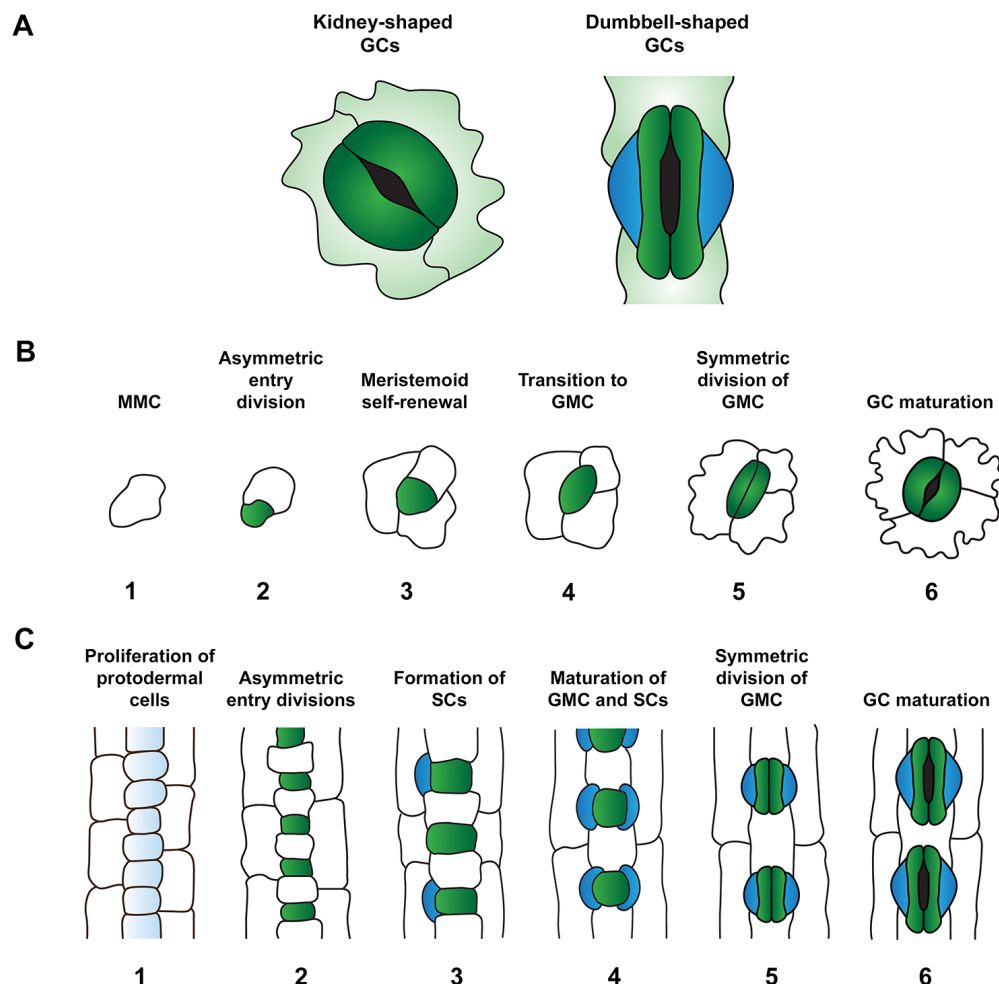 A
Kidney-shaped
GCs
Dumbbell-shaped
GCs
B
MMC
Asymmetric
entry
division
Meristemoid
self-renewal
Transition to
GMC
Symmetric
division of
GMC
GC maturation
1
2
3
4
5
6
C
Proliferation of
protodermal
cells
Asymmetric
entry divisions
Formation of
SCs
Maturation of
GMC and SCs
Symmetric
division of
GMC
GC maturation
1
2
3
4
5
6